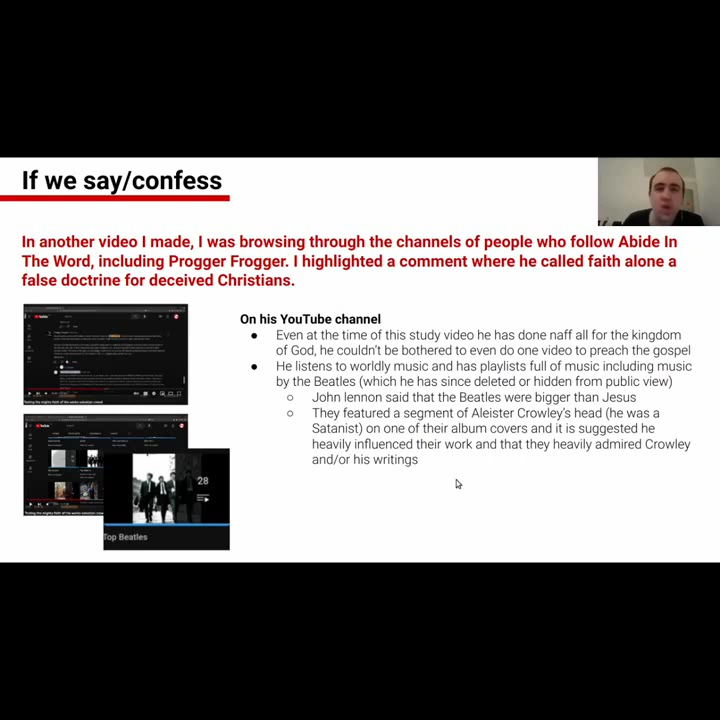 If we say/confess
In another video I made, I was browsing through the channels of people who follow Abide In
The Word, including Progger Frogger. I highlighted a comment where he called faith alone a
false doctrine for deceived Christians.
On his YouTube channel
● Even at the time of this study video he has done naff all for the kingdom
of God, he couldn't be bothered to even do one video to preach the gospel
● He listens to worldly music and has playlists full of music including music
by the Beatles (which he has since deleted or hidden from public view)
○ John lennon said that the Beatles were bigger than Jesus
○ They featured a segment of Aleister Crowley's head (he was a
Satanist) on one of their album covers and it is suggested he
heavily influenced their work and that they heavily admired Crowley
and/or his writings
28
Top Beatles